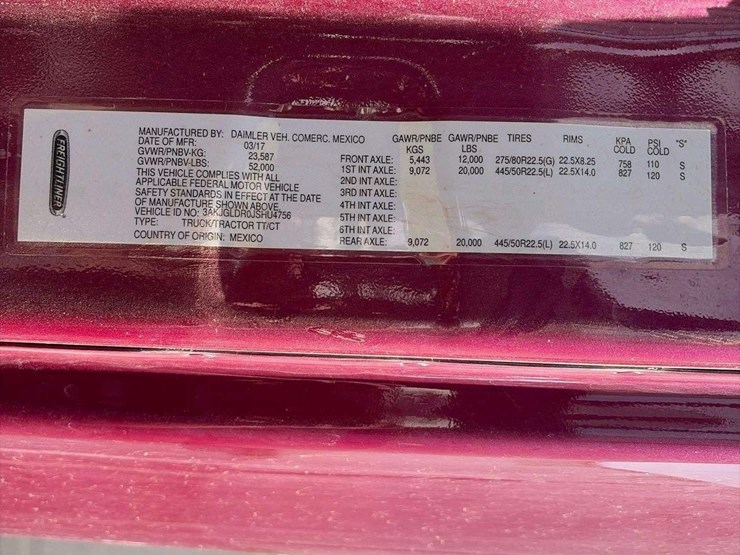 FREIGHTLINER
MANUFACTURED BY: DAIMLER VEH. COMERC. MEXICO
DATE OF MFR: 03/17
GVWR/PNBV-KG: 23,587
GVWR/PNBV-LBS: 52,000
THIS VEHICLE COMPLIES WITH ALL
APPLICABLE FEDERAL MOTOR VEHICLE
SAFETY STANDARDS IN EFFECT AT THE DATE
OF MANUFACTURE SHOWN ABOVE.
VEHICLE ID NO: 3AKJGLDR0JSHU4756
TYPE: TRUCK/TRACTOR TT/CT
COUNTRY OF ORIGIN: MEXICO
GAWR/PNBE GAWR/PNBE TIRES RIMS KPA PSI "S"
KGS LBS COLD COLD
FRONT AXLE: 5,443 12,000 275/80R22.5(G) 22.5X8.25 758 110 S
1ST INT AXLE: 9,072 20,000 445/50R22.5(L) 22.5X14.0 827 120 S
2ND INT AXLE:
3RD INT AXLE:
4TH INT AXLE:
5TH INT AXLE:
6TH INT AXLE:
REAR AXLE: 9,072 20,000 445/50R22.5(L) 22.5X14.0 827 120 S